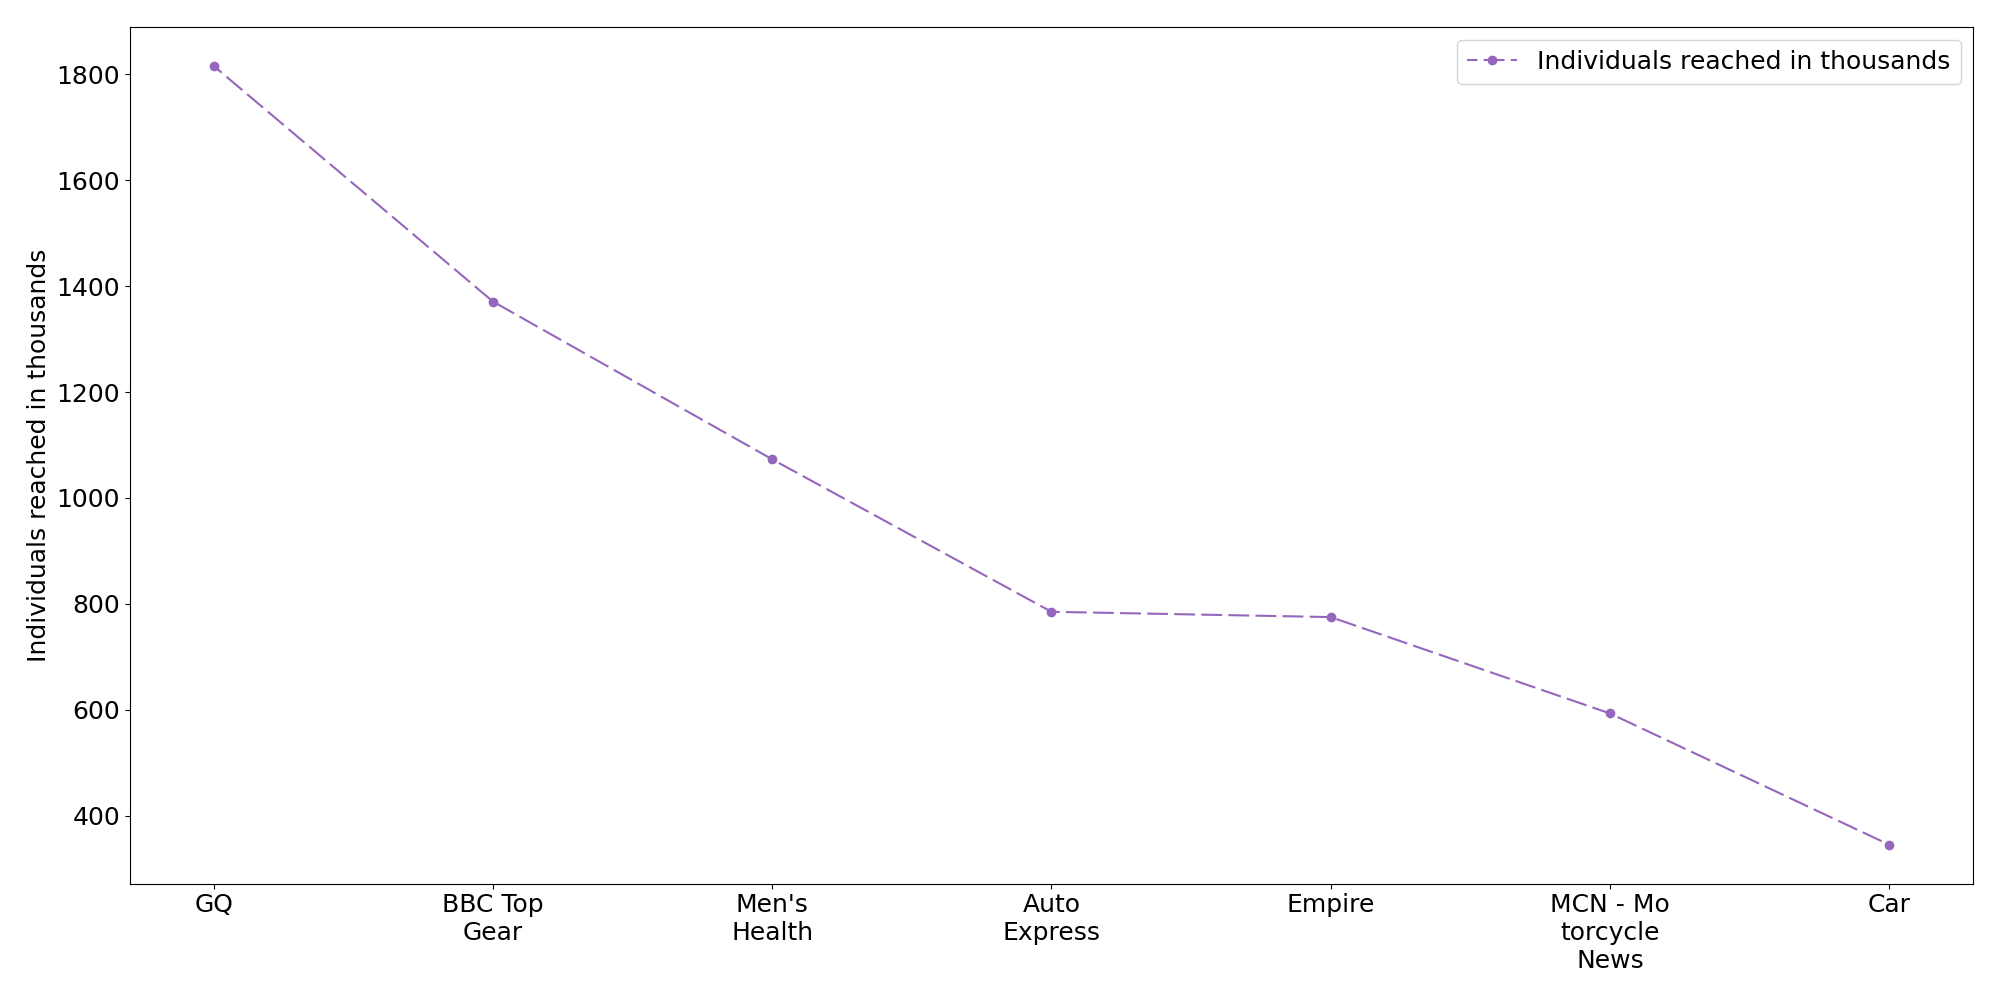 Individuals reached in thousands
Individuals reached in thousands
1800
1600
1400
1200
1000
800
600
400
GQ
BBC Top
Gear
Men's
Health
Auto
Express
Empire
MCN - Mo
torcycle
News
Car